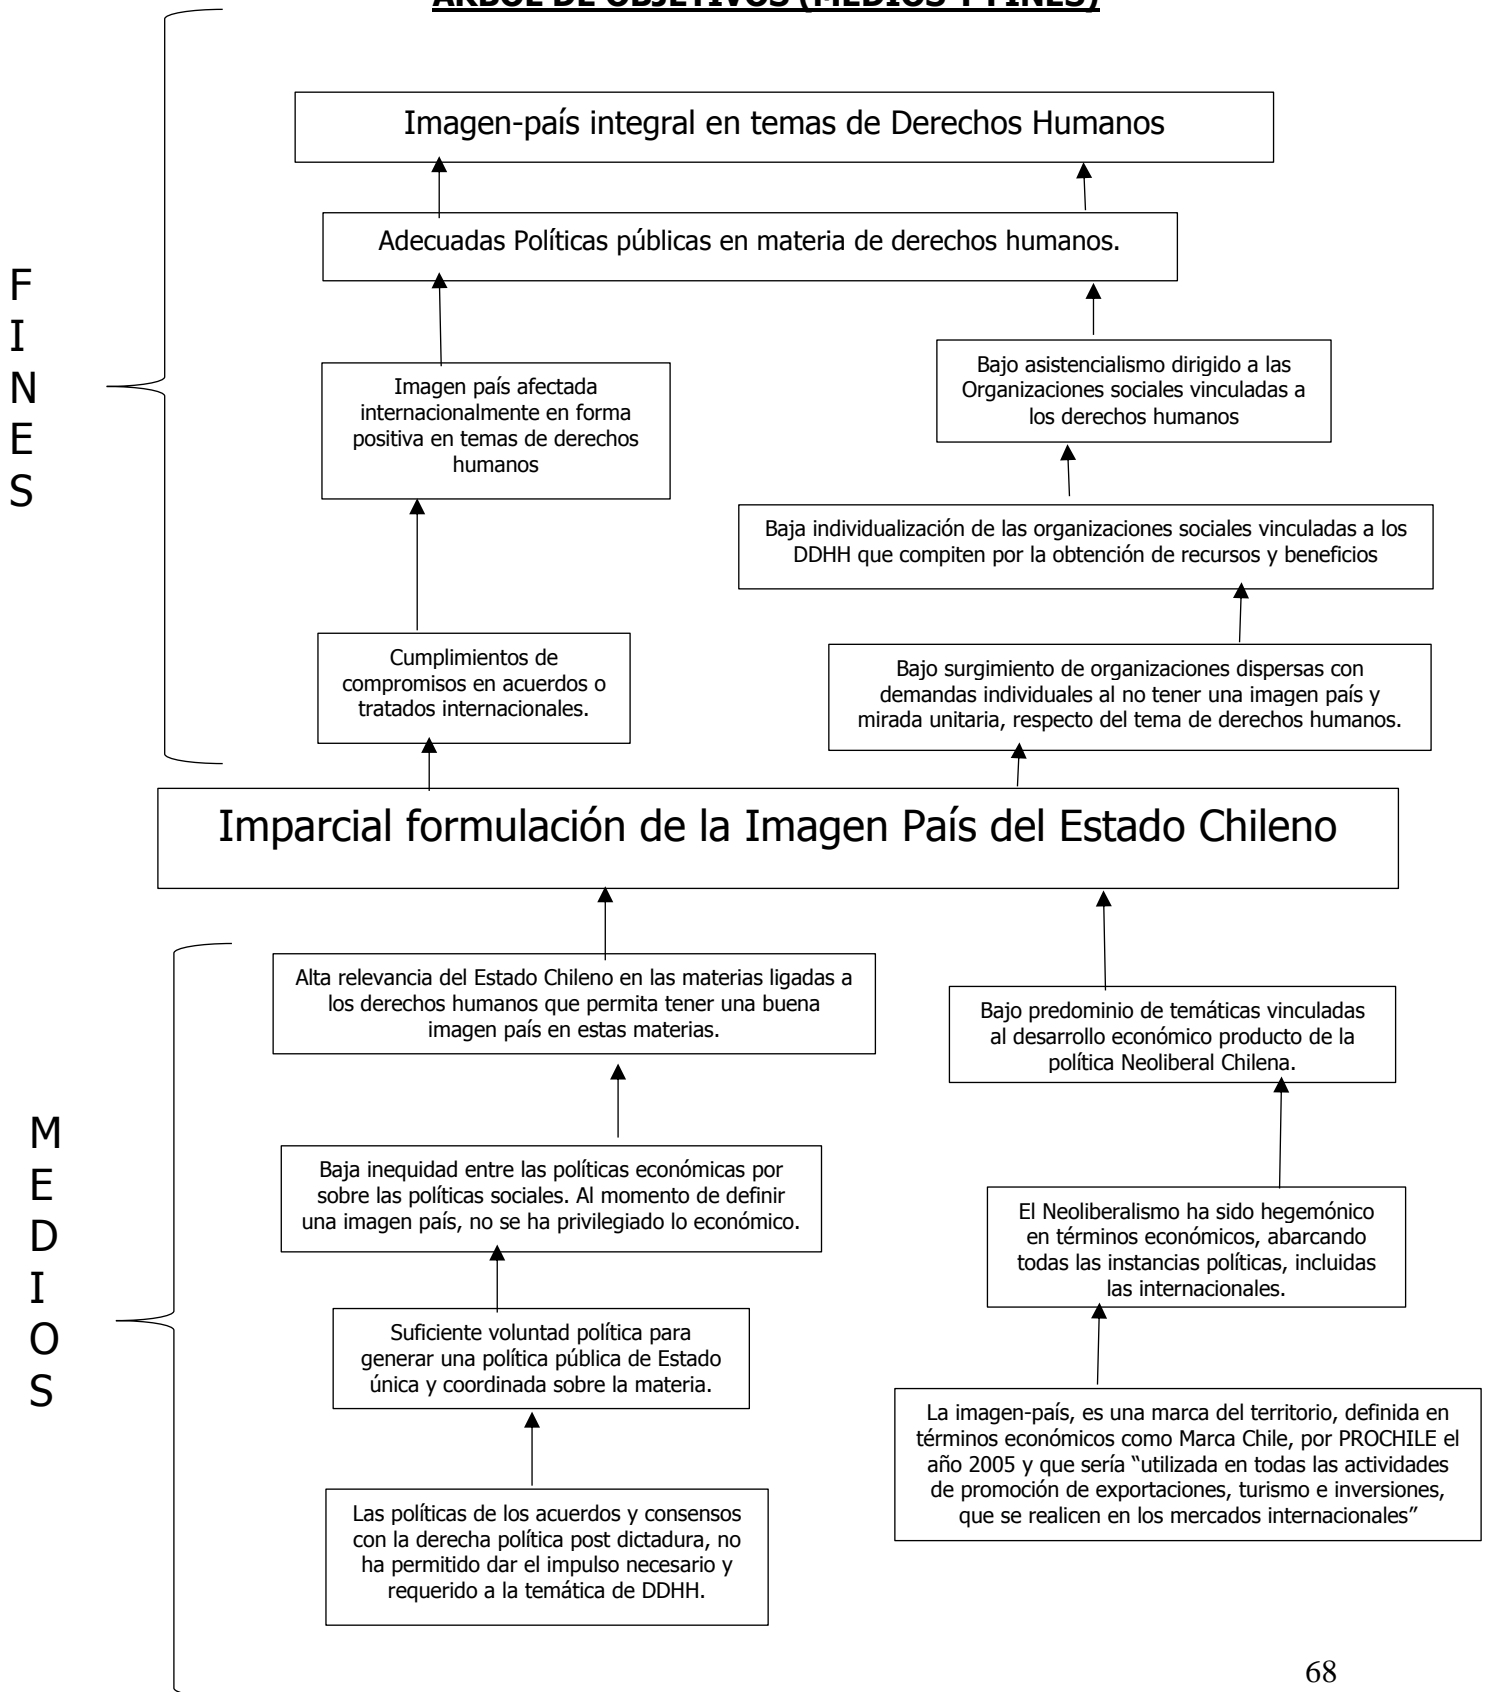 ÁRBOL DE OBJETIVOS (MEDIOS Y FINES)
Imagen-país integral en temas de Derechos Humanos
Adecuadas Políticas públicas en materia de derechos humanos.
F
I
N
E
S
Imagen país afectada
internacionalmente en forma
positiva en temas de derechos
humanos
Bajo asistencialismo dirigido a las
Organizaciones sociales vinculadas a
los derechos humanos
Baja individualización de las organizaciones sociales vinculadas a los
DDHH que compiten por la obtención de recursos y beneficios
Cumplimientos de
compromisos en acuerdos o
tratados internacionales.
Bajo surgimiento de organizaciones dispersas con
demandas individuales al no tener una imagen país y
mirada unitaria, respecto del tema de derechos humanos.
Imparcial formulación de la Imagen País del Estado Chileno
Alta relevancia del Estado Chileno en las materias ligadas a
los derechos humanos que permita tener una buena
imagen país en estas materias.
Bajo predominio de temáticas vinculadas
al desarrollo económico producto de la
política Neoliberal Chilena.
M
E
D
I
O
S
Baja inequidad entre las políticas económicas por
sobre las políticas sociales. Al momento de definir
una imagen país, no se ha privilegiado lo económico.
El Neoliberalismo ha sido hegemónico
en términos económicos, abarcando
todas las instancias políticas, incluidas
las internacionales.
Suficiente voluntad política para
generar una política pública de Estado
única y coordinada sobre la materia.
La imagen-país, es una marca del territorio, definida en
términos económicos como Marca Chile, por PROCHILE el
año 2005 y que sería “utilizada en todas las actividades
de promoción de exportaciones, turismo e inversiones,
que se realicen en los mercados internacionales”
Las políticas de los acuerdos y consensos
con la derecha política post dictadura, no
ha permitido dar el impulso necesario y
requerido a la temática de DDHH.
68